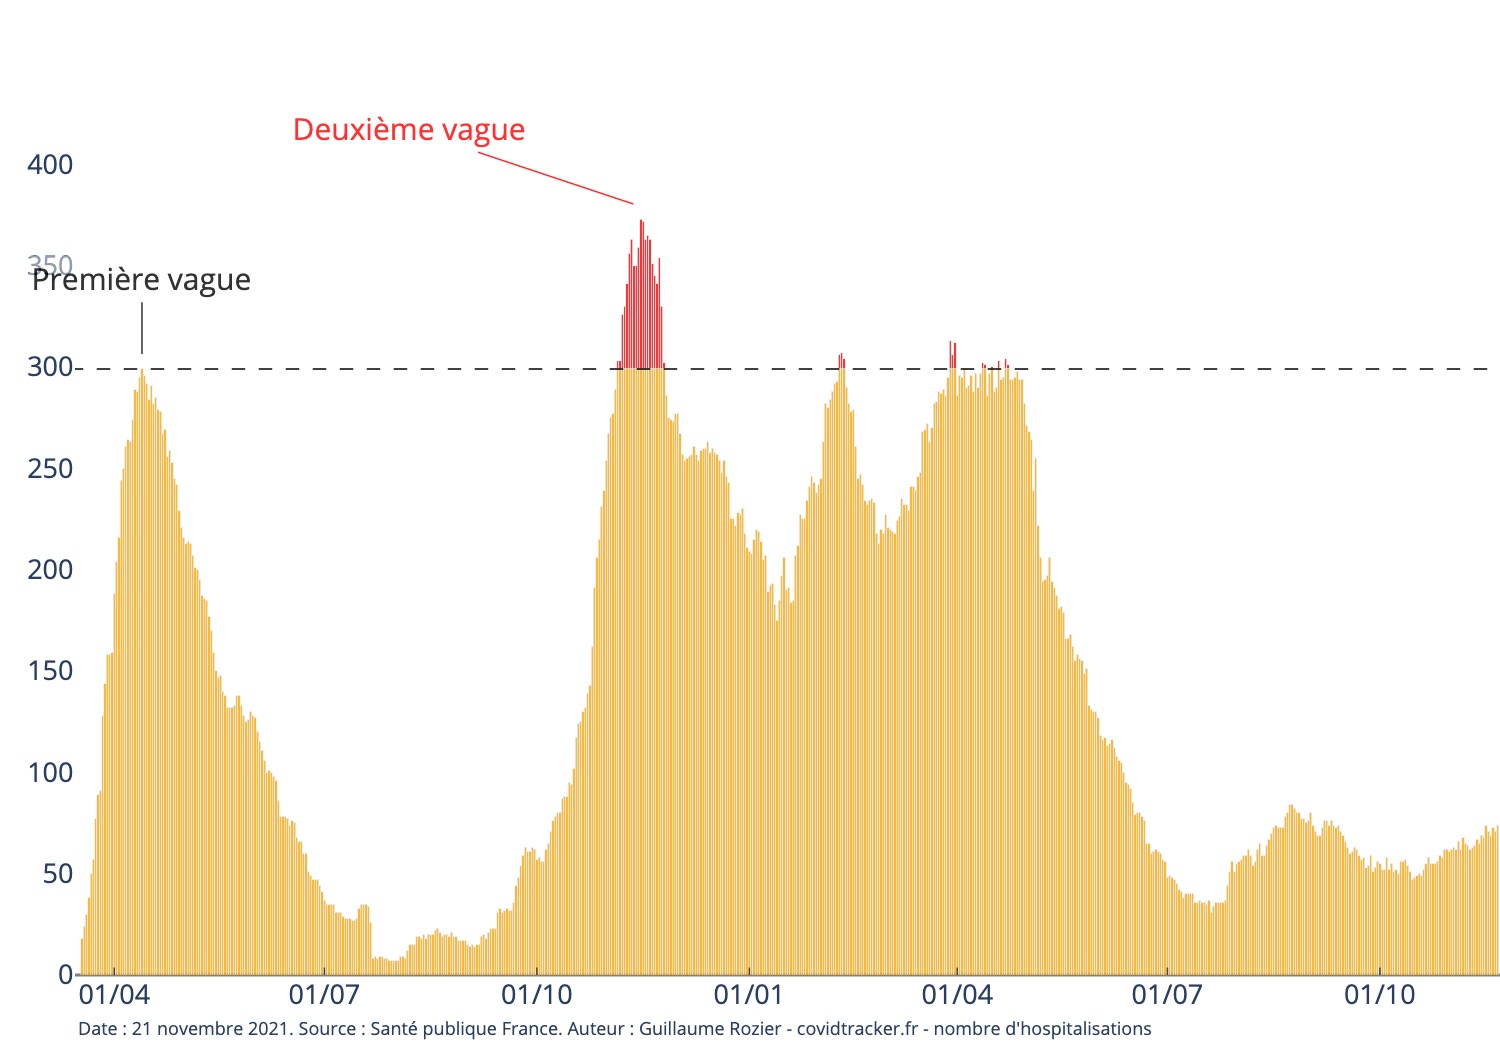 Deuxième vague
400
350
Première vague
300
250
200
150
100
50
0
01/04 01/07 01/10 01/01 01/04 01/07 01/10
Date : 21 novembre 2021. Source : Santé publique France. Auteur : Guillaume Rozier - covidtracker.fr - nombre d'hospitalisations